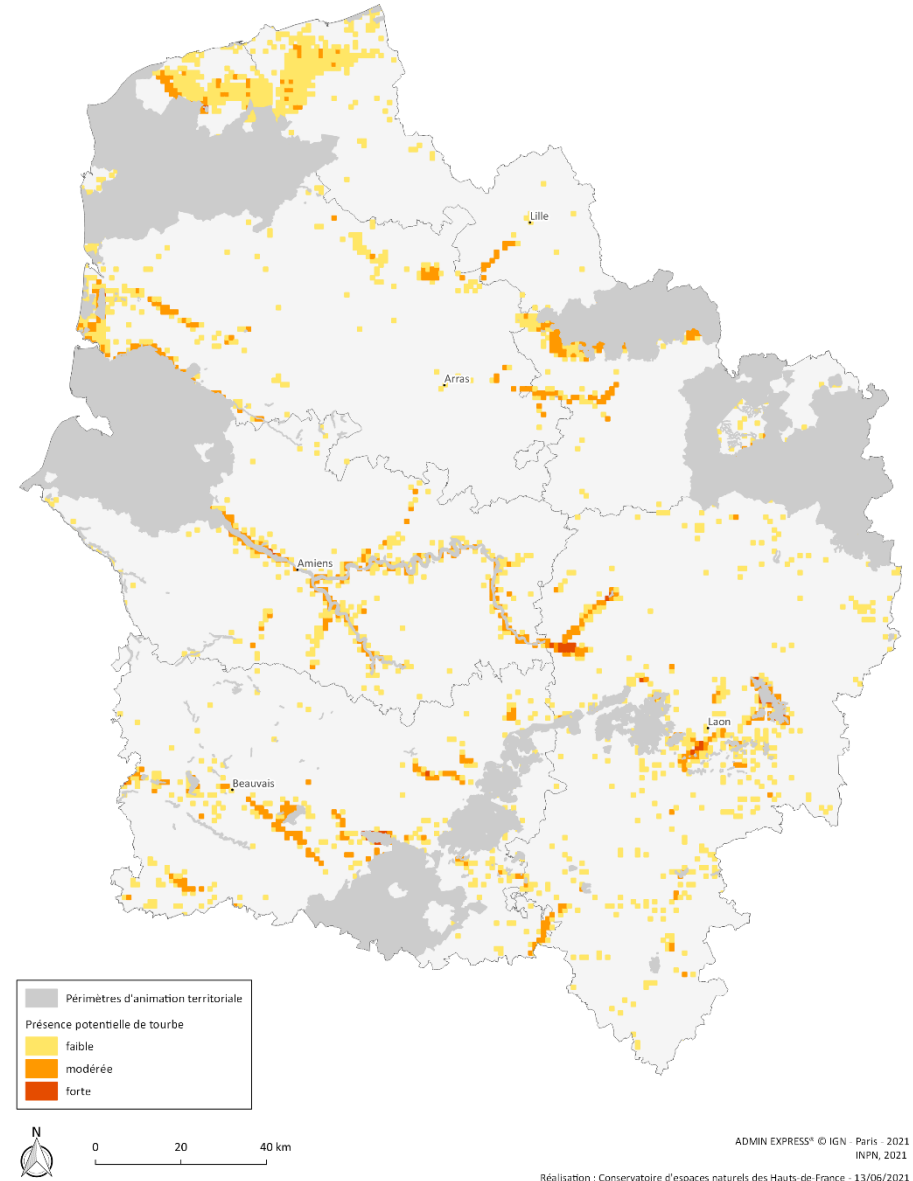 Lille
Arras
Amiens
Laon
Beauvais
Périmètres d'animation territoriale
Présence potentielle de tourbe
faible
modérée
forte
N
0 20 40 km
ADMIN EXPRESS® © IGN - Paris - 2021
INPN, 2021
Réalisation : Conservatoire d'espaces naturels des Hauts-de-France - 13/06/2021